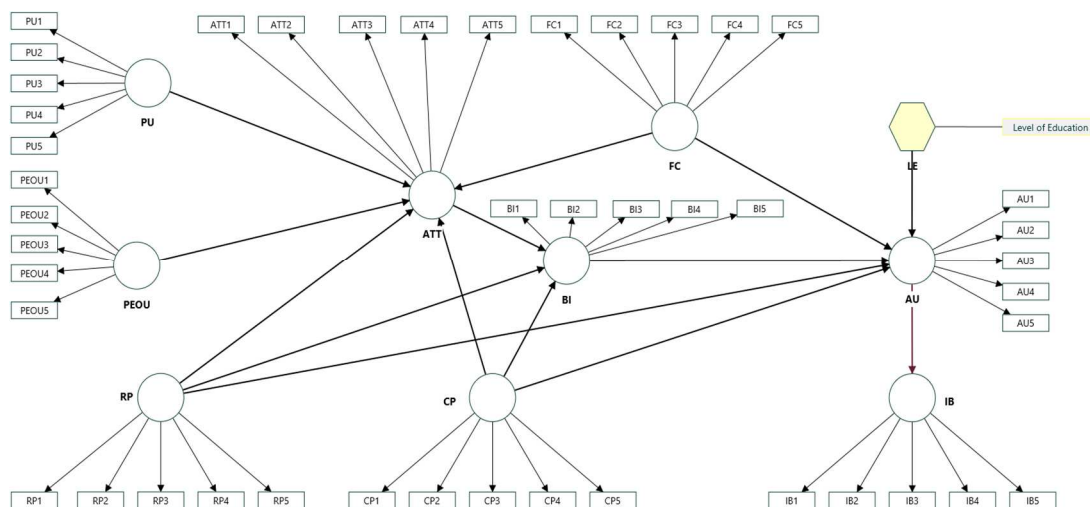 PU1
PU2
PU3
PU4
PU5
PU
ATT1
ATT2
ATT3
ATT4
ATT5
ATT
FC1
FC2
FC3
FC4
FC5
FC
Level of Education
LE
PEOU1
PEOU2
PEOU3
PEOU4
PEOU5
PEOU
BI1
BI2
BI3
BI4
BI5
BI
AU1
AU2
AU3
AU4
AU5
AU
RP
RP1
RP2
RP3
RP4
RP5
CP
CP1
CP2
CP3
CP4
CP5
IB
IB1
IB2
IB3
IB4
IB5